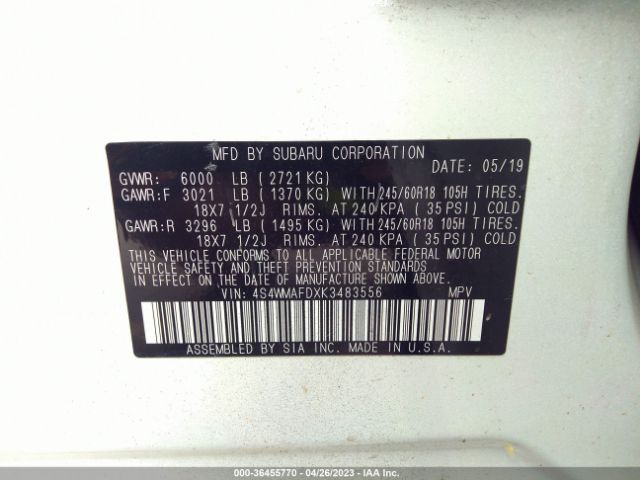 MFD BY SUBARU CORPORATION
DATE: 05/19
GVWR: 6000 LB ( 2721 KG)
GAWR:F 3021 LB ( 1370 KG) WITH 245/60R18 105H TIRES.
18X7 1/2J RIMS. AT 240 KPA ( 35 PSI) COLD
GAWR:R 3296 LB ( 1495 KG) WITH 245/60R18 105H TIRES.
18X7 1/2J RIMS. AT 240 KPA ( 35 PSI) COLD
THIS VEHICLE CONFORMS TO ALL APPLICABLE FEDERAL MOTOR
VEHICLE SAFETY AND THEFT PREVENTION STANDARDS
IN EFFECT ON THE DATE OF MANUFACTURE SHOWN ABOVE.
VIN: 4S4WMAFDXK3483556 MPV
ASSEMBLED BY SIA INC. MADE IN U.S.A.
000-36455770 - 04/26/2023 - IAA Inc.